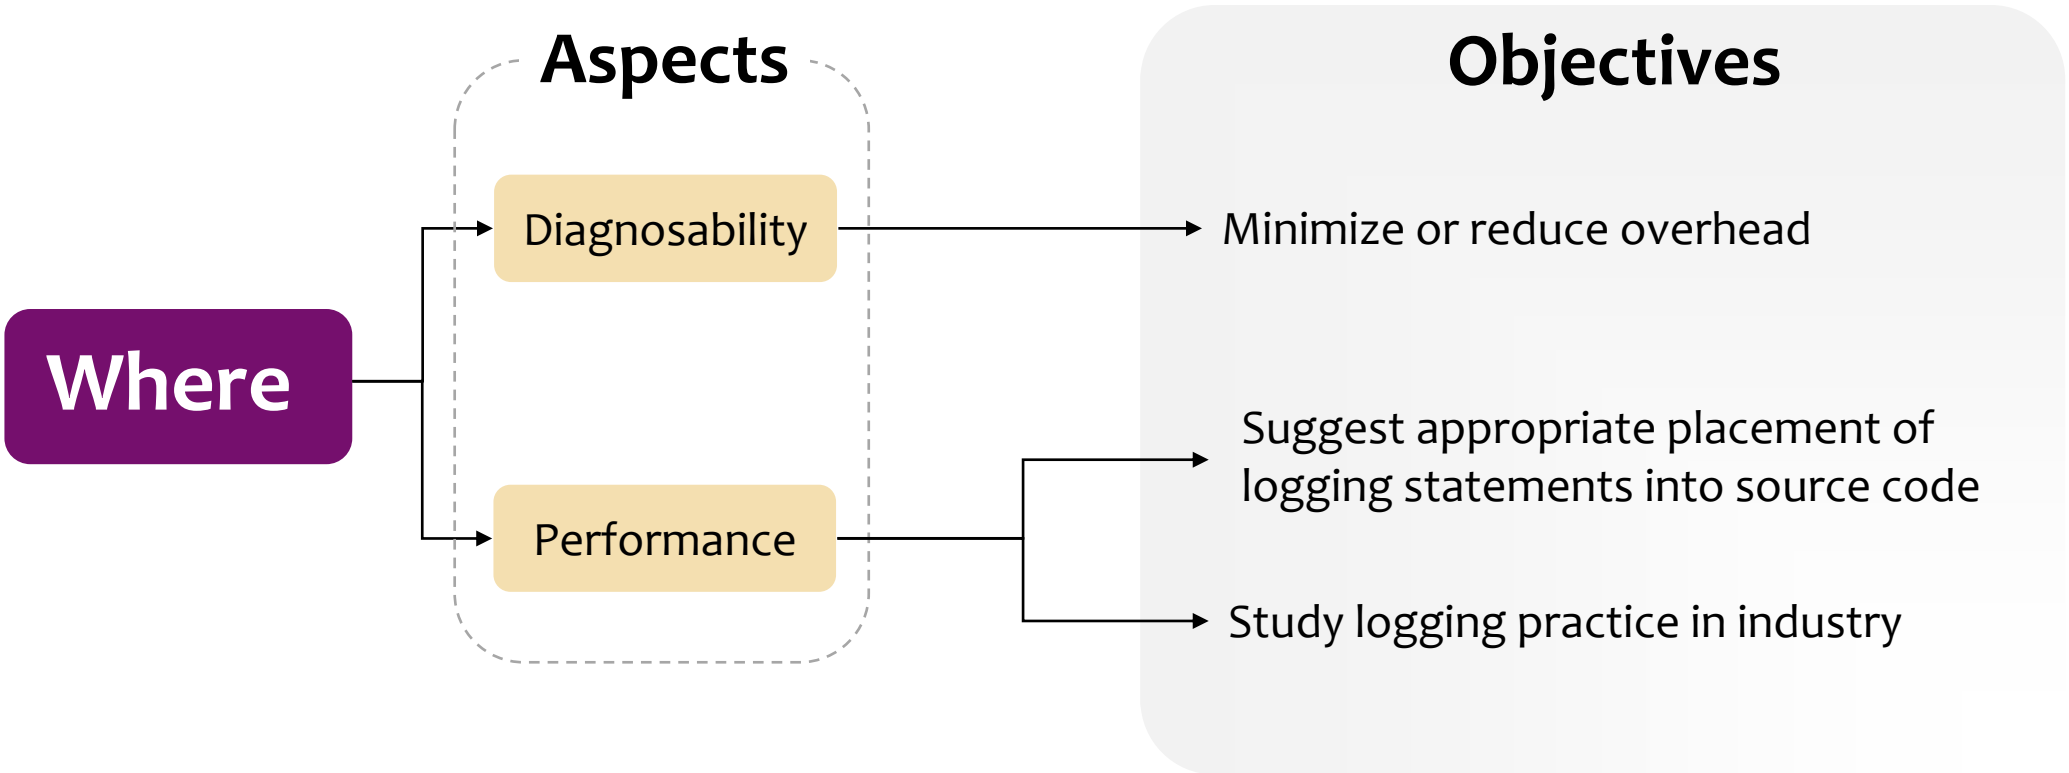 Aspects
Objectives
Where
Diagnosability
Minimize or reduce overhead
Performance
Suggest appropriate placement of
logging statements into source code
Study logging practice in industry